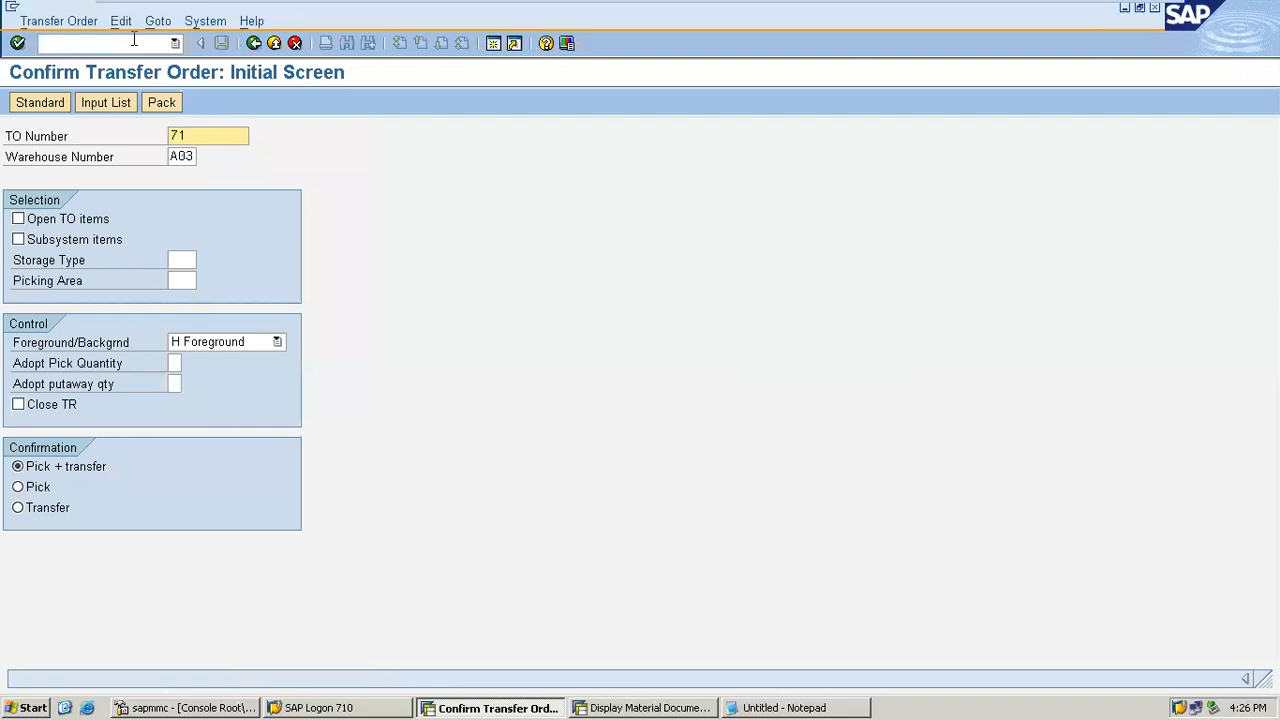 Transfer Order Edit Goto System Help
SAP
Confirm Transfer Order: Initial Screen
Standard Input List Pack
TO Number 71
Warehouse Number A03
Selection
Open TO items
Subsystem items
Storage Type
Picking Area
Control
Foreground/Backgrnd H Foreground
Adopt Pick Quantity
Adopt putaway qty
Close TR
Confirmation
Pick + transfer
Pick
Transfer
Start sapmmc - [Console Root\... SAP Logon 710 Confirm Transfer Ord... Display Material Docume... Untitled - Notepad 4:26 PM